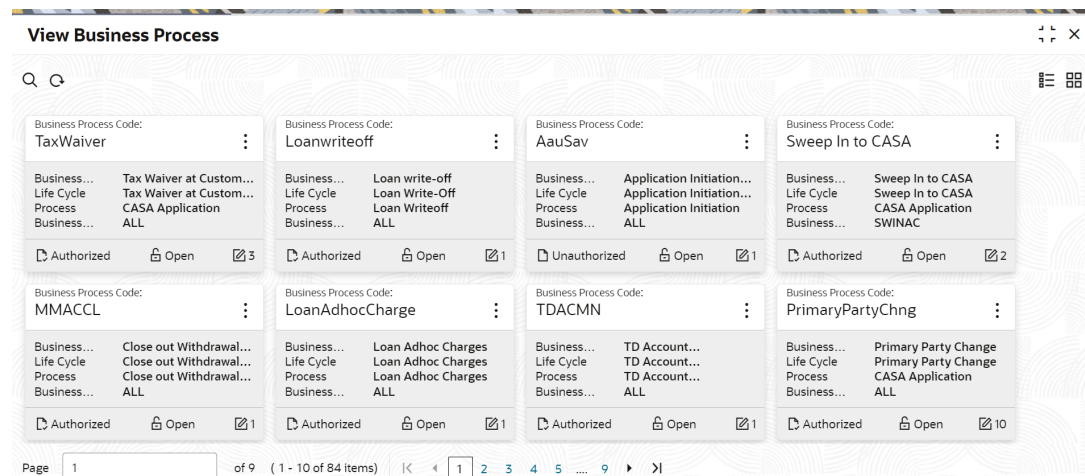 View Business Process
Business Process Code:
TaxWaiver
Business... Tax Waiver at Custom...
Life Cycle Tax Waiver at Custom...
Process CASA Application
Business... ALL
Authorized Open 3
Business Process Code:
Loanwriteoff
Business... Loan write-off
Life Cycle Loan Write-Off
Process Loan Writeoff
Business... ALL
Authorized Open 1
Business Process Code:
AauSav
Business... Application Initiation...
Life Cycle Application Initiation...
Process Application Initiation
Business... ALL
Unauthorized Open 1
Business Process Code:
Sweep In to CASA
Business... Sweep In to CASA
Life Cycle Sweep In to CASA
Process CASA Application
Business... SWINAC
Authorized Open 2
Business Process Code:
MMACCL
Business... Close out Withdrawal...
Life Cycle Close out Withdrawal...
Process Close out Withdrawal...
Business... ALL
Authorized Open 1
Business Process Code:
LoanAdhocCharge
Business... Loan Adhoc Charges
Life Cycle Loan Adhoc Charges
Process Loan Adhoc Charges
Business... ALL
Authorized Open 1
Business Process Code:
TDACMN
Business... TD Account...
Life Cycle TD Account...
Process TD Account...
Business... ALL
Authorized Open 1
Business Process Code:
PrimaryPartyChng
Business... Primary Party Change
Life Cycle Primary Party Change
Process CASA Application
Business... ALL
Authorized Open 10
Page 1 of 9 ( 1 - 10 of 84 items) 1 2 3 4 5 .... 9